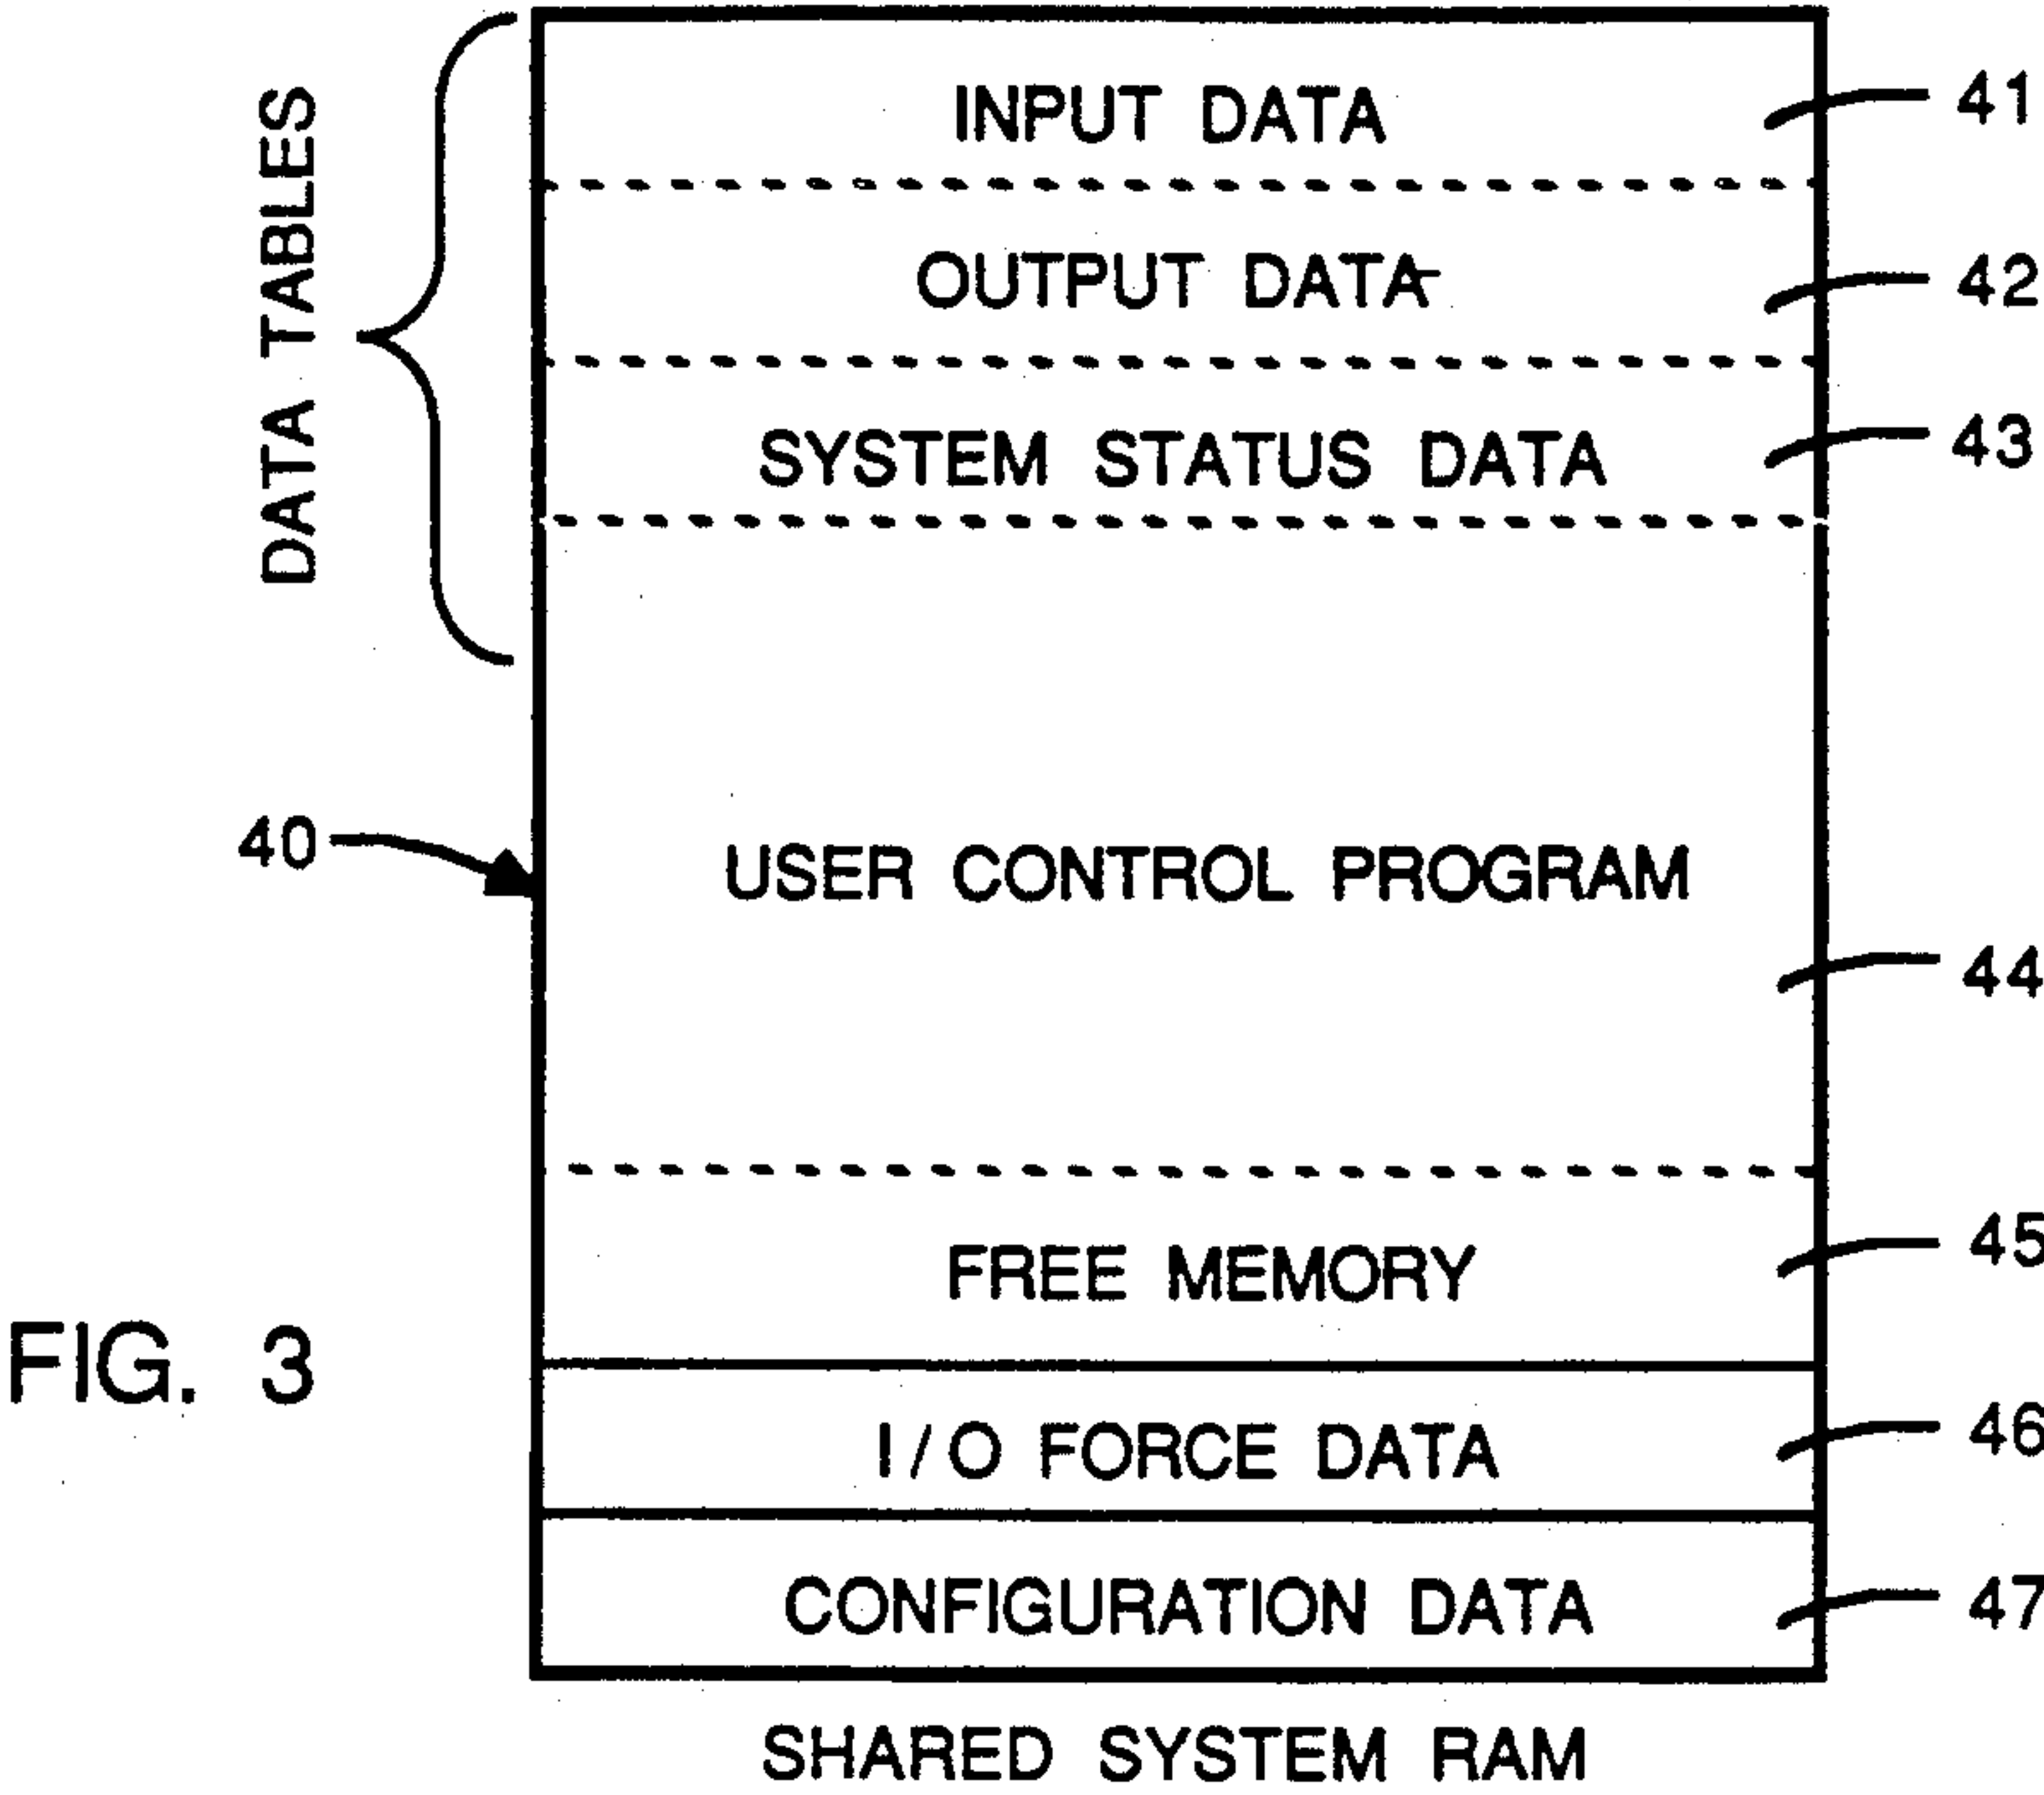 DATA TABLES
INPUT DATA
41
OUTPUT DATA
42
SYSTEM STATUS DATA
43
40
USER CONTROL PROGRAM
44
FREE MEMORY
45
FIG. 3
I/O FORCE DATA
46
CONFIGURATION DATA
47
SHARED SYSTEM RAM